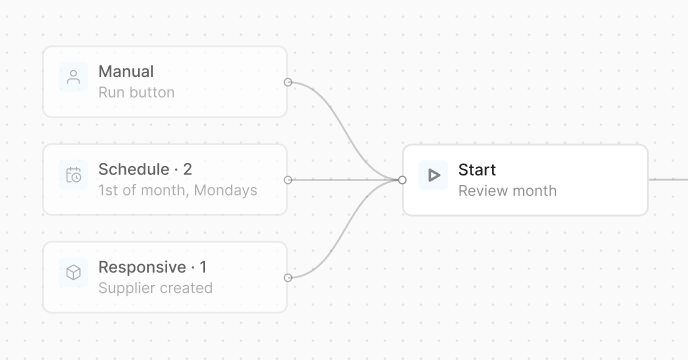 Manual
Run button
Schedule · 2
1st of month, Mondays
Responsive · 1
Supplier created
Start
Review month